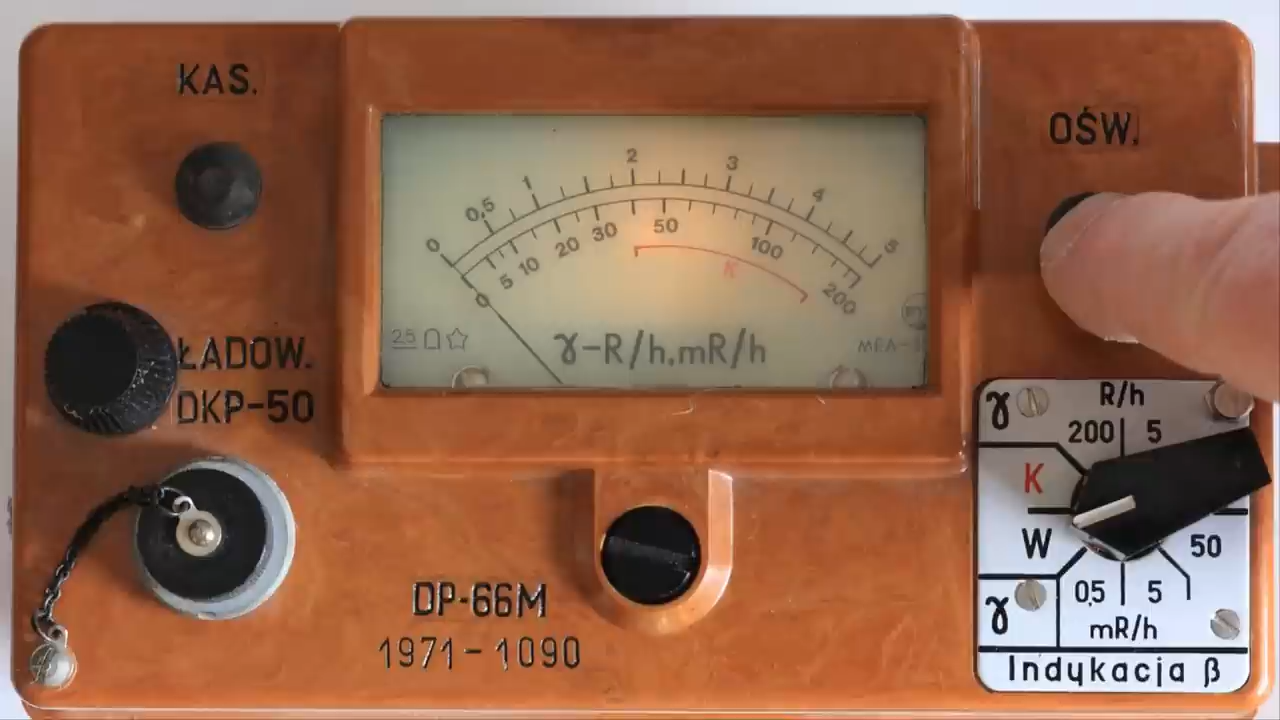 KAS.
OŚW.
0 0,5 1 2 3 4 5
0 5 10 20 30 50 100 200
K
25
γ-R/h,mR/h
ŁADOW.
DKP-50
DP-66M
1971-1090
γ R/h
200 5
K
W 50
0,5 5
γ mR/h
Indykacja β